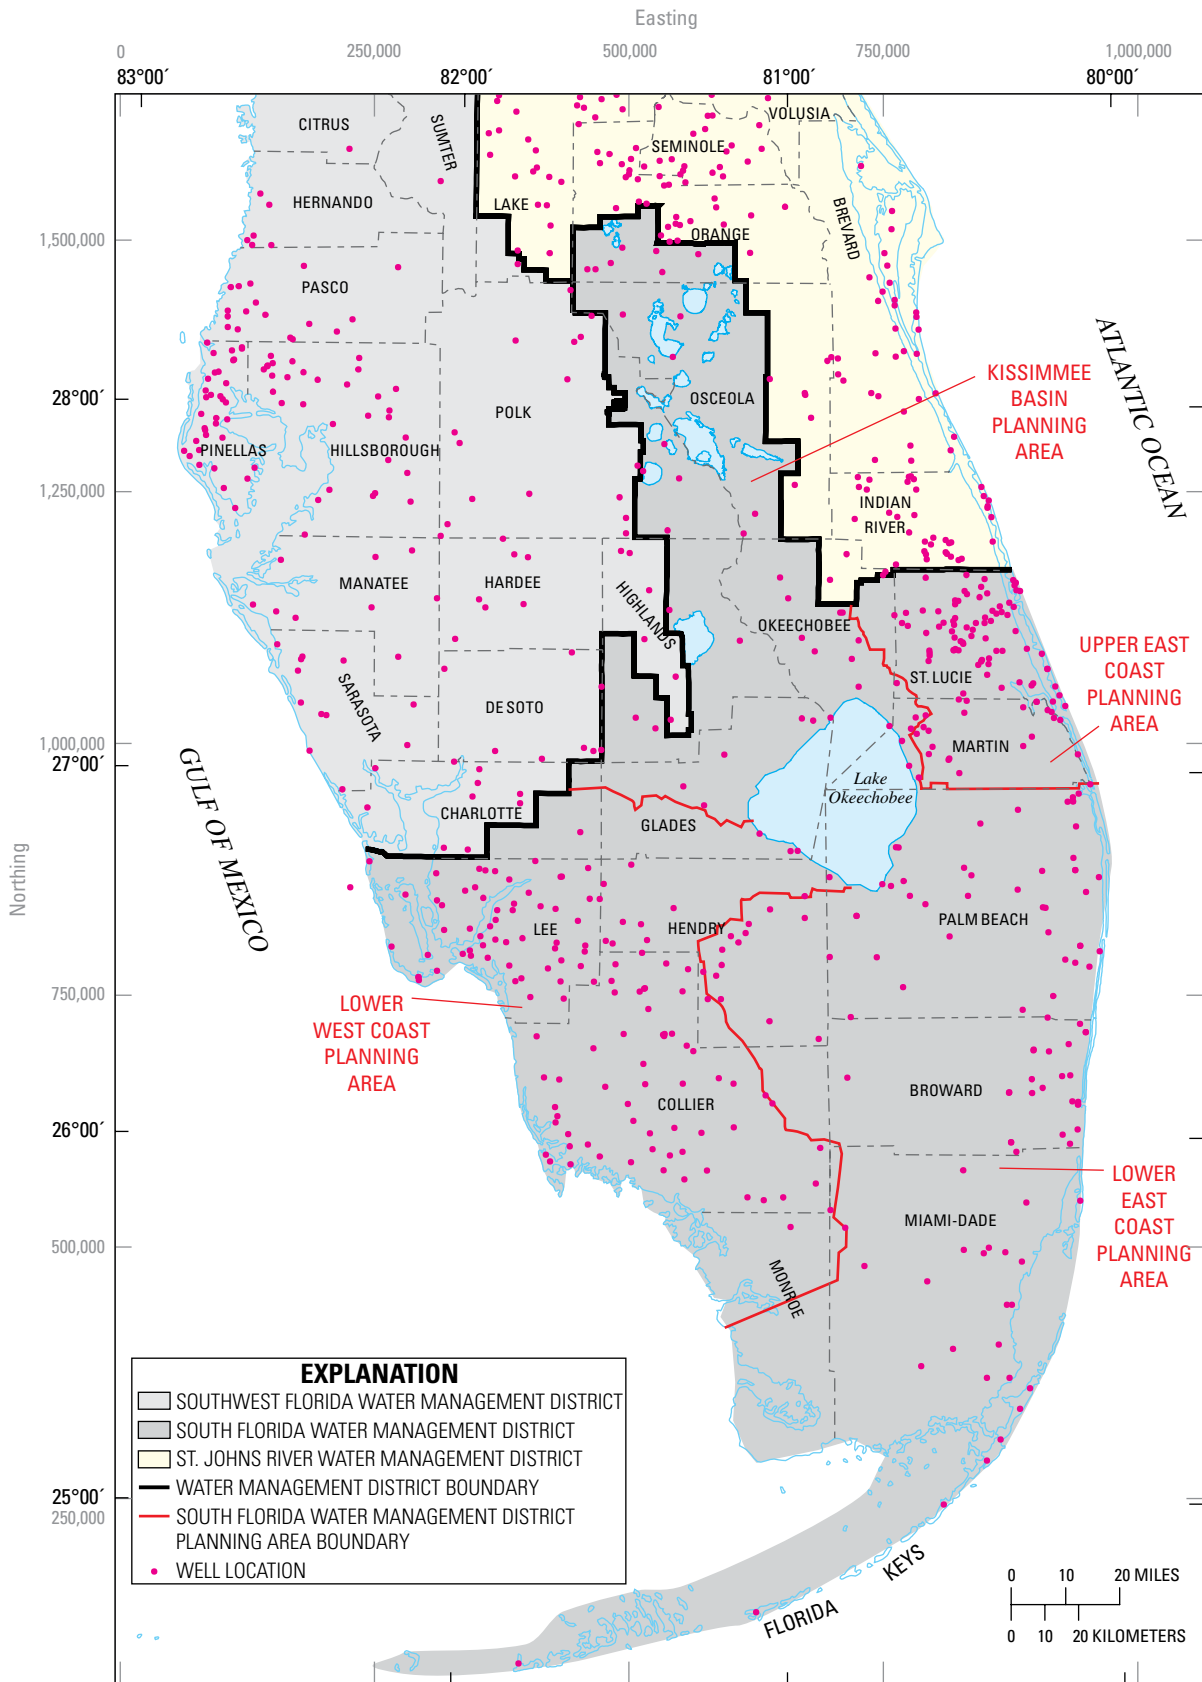 Easting
0
250,000
500,000
750,000
1,000,000
83°00´
82°00´
81°00´
80°00´
CITRUS
SUMTER
VOLUSIA
SEMINOLE
HERNANDO
LAKE
BREVARD
ORANGE
1,500,000
PASCO
ATLANTIC OCEAN
KISSIMMEE
BASIN
PLANNING
AREA
28°00´
OSCEOLA
POLK
PINELLAS
HILLSBOROUGH
1,250,000
INDIAN
RIVER
MANATEE
HARDEE
HIGHLANDS
OKEECHOBEE
UPPER EAST
COAST
PLANNING
AREA
ST. LUCIE
SARASOTA
DE SOTO
1,000,000
MARTIN
27°00´
GULF OF MEXICO
Lake
Okeechobee
CHARLOTTE
GLADES
Northing
PALM BEACH
LEE
HENDRY
750,000
LOWER
WEST COAST
PLANNING
AREA
BROWARD
COLLIER
26°00´
LOWER
EAST
COAST
PLANNING
AREA
MIAMI-DADE
500,000
MONROE
EXPLANATION
SOUTHWEST FLORIDA WATER MANAGEMENT DISTRICT
SOUTH FLORIDA WATER MANAGEMENT DISTRICT
ST. JOHNS RIVER WATER MANAGEMENT DISTRICT
WATER MANAGEMENT DISTRICT BOUNDARY
SOUTH FLORIDA WATER MANAGEMENT DISTRICT
PLANNING AREA BOUNDARY
WELL LOCATION
25°00´
250,000
FLORIDA KEYS
0 10 20 MILES
0 10 20 KILOMETERS